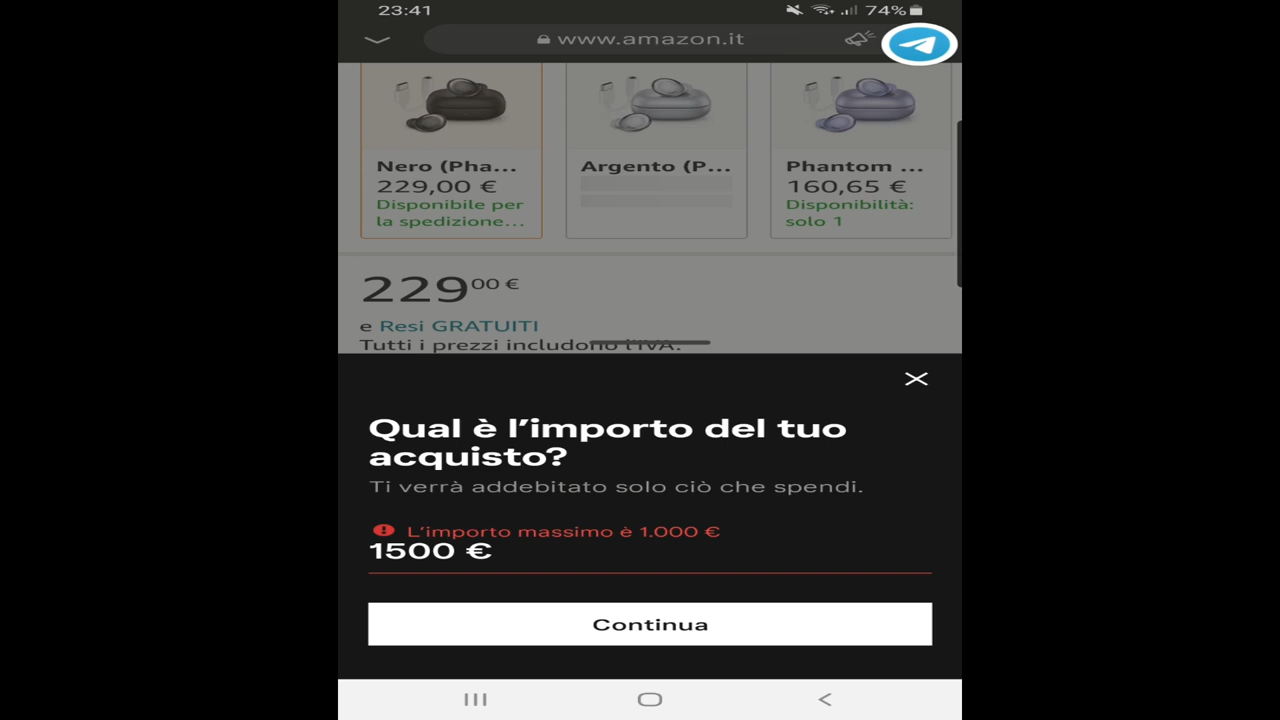 23:41
74%
www.amazon.it
Nero (Pha...
229,00 €
Disponibile per
la spedizione...
Argento (P...
Phantom ...
160,65 €
Disponibilità:
solo 1
229⁰⁰ €
e Resi GRATUITI
Tutti i prezzi includono l'IVA.
Qual è l’importo del tuo
acquisto?
Ti verrà addebitato solo ciò che spendi.
L’importo massimo è 1.000 €
1500 €
Continua